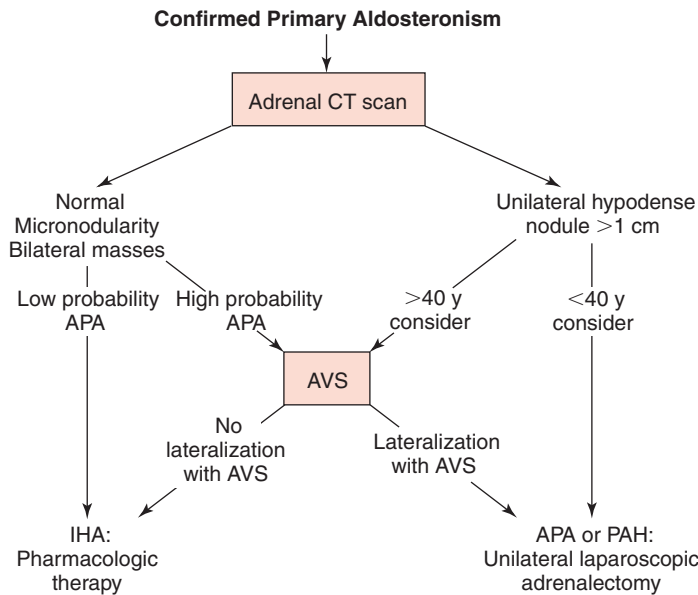 Confirmed Primary Aldosteronism
Adrenal CT scan
Normal
Micronodularity
Bilateral masses
Unilateral hypodense
nodule >1 cm
Low probability
APA
High probability
APA
>40 y
consider
<40 y
consider
AVS
No
lateralization
with AVS
Lateralization
with AVS
IHA:
Pharmacologic
therapy
APA or PAH:
Unilateral laparoscopic
adrenalectomy